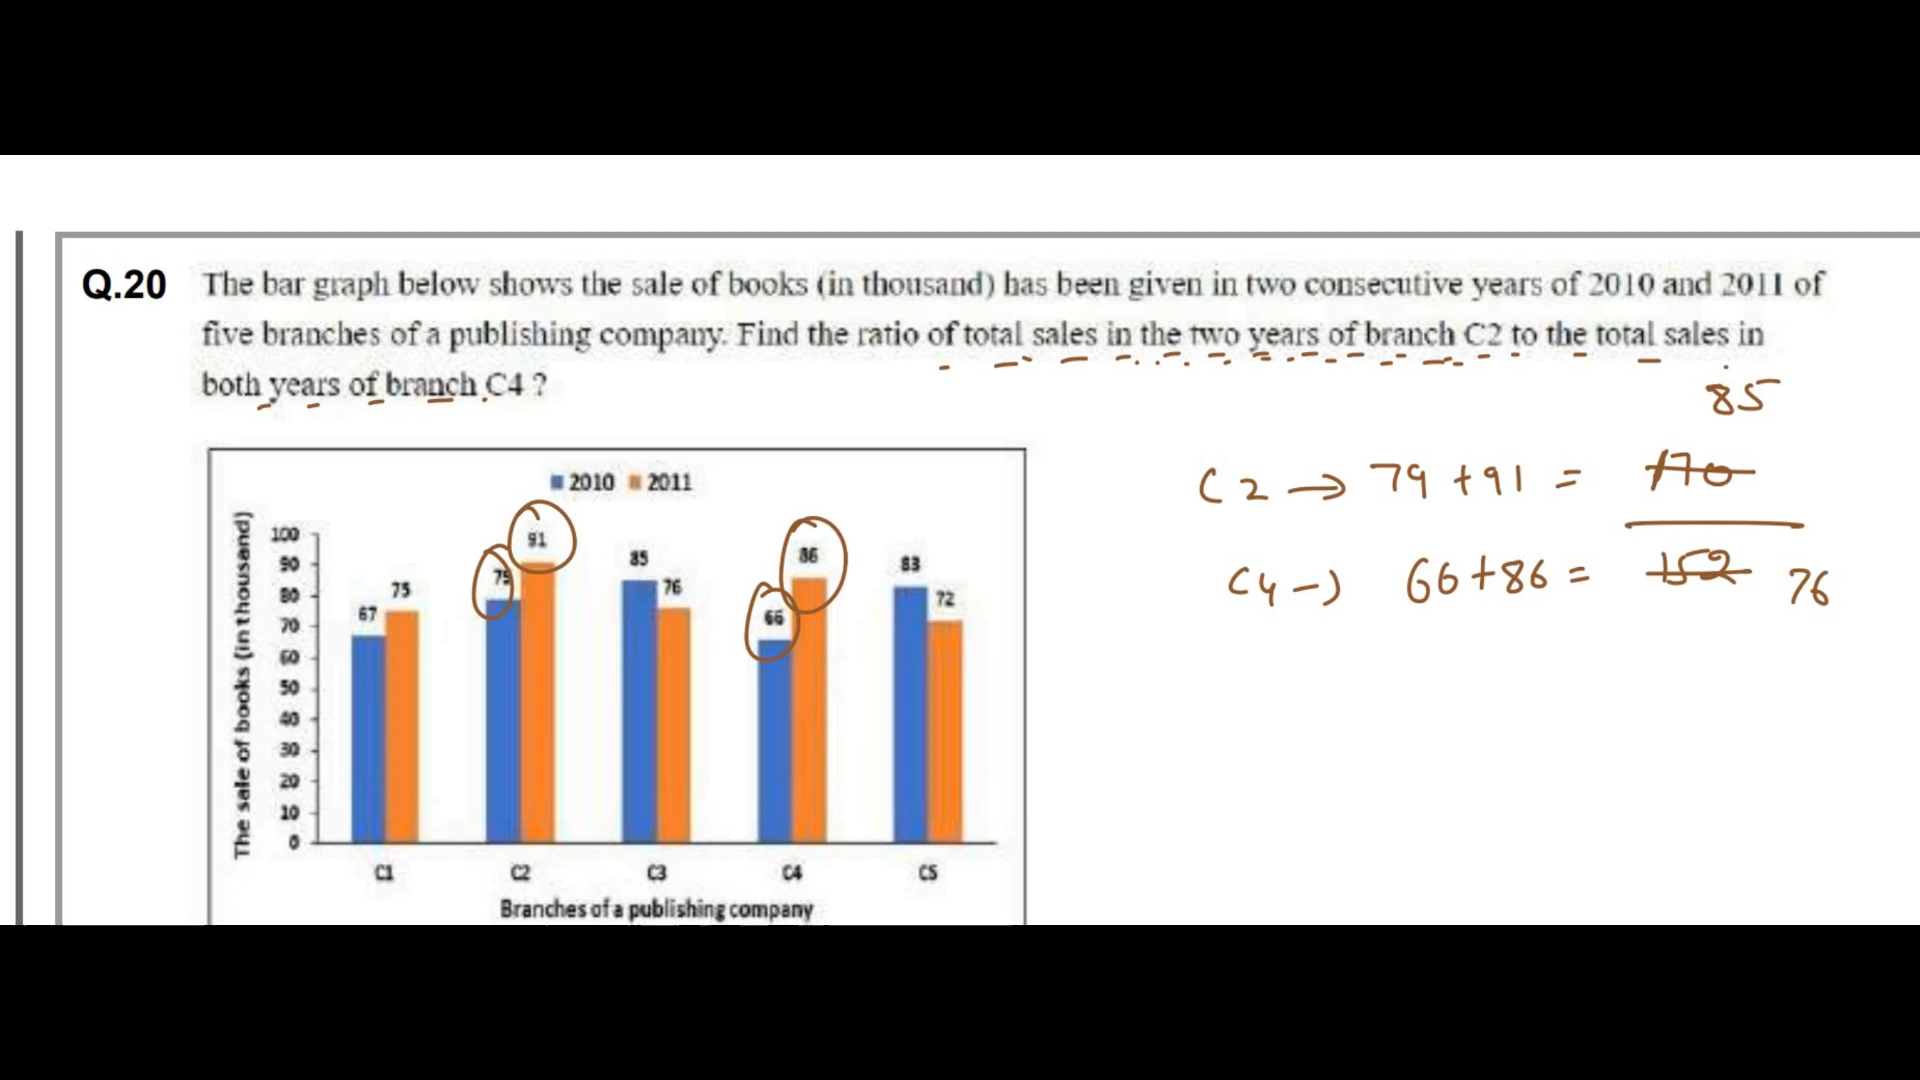 Q.20 The bar graph below shows the sale of books (in thousand) has been given in two consecutive years of 2010 and 2011 of
five branches of a publishing company. Find the ratio of total sales in the two years of branch C2 to the total sales in
both years of branch C4 ?
85
C2 → 79 + 91 = 170
C4 → 66 + 86 = 152 76
2010 2011
The sale of books (in thousand)
100
90
80
70
60
50
40
30
20
10
0
67 75 79 91 85 76 66 86 83 72
C1 C2 C3 C4 C5
Branches of a publishing company